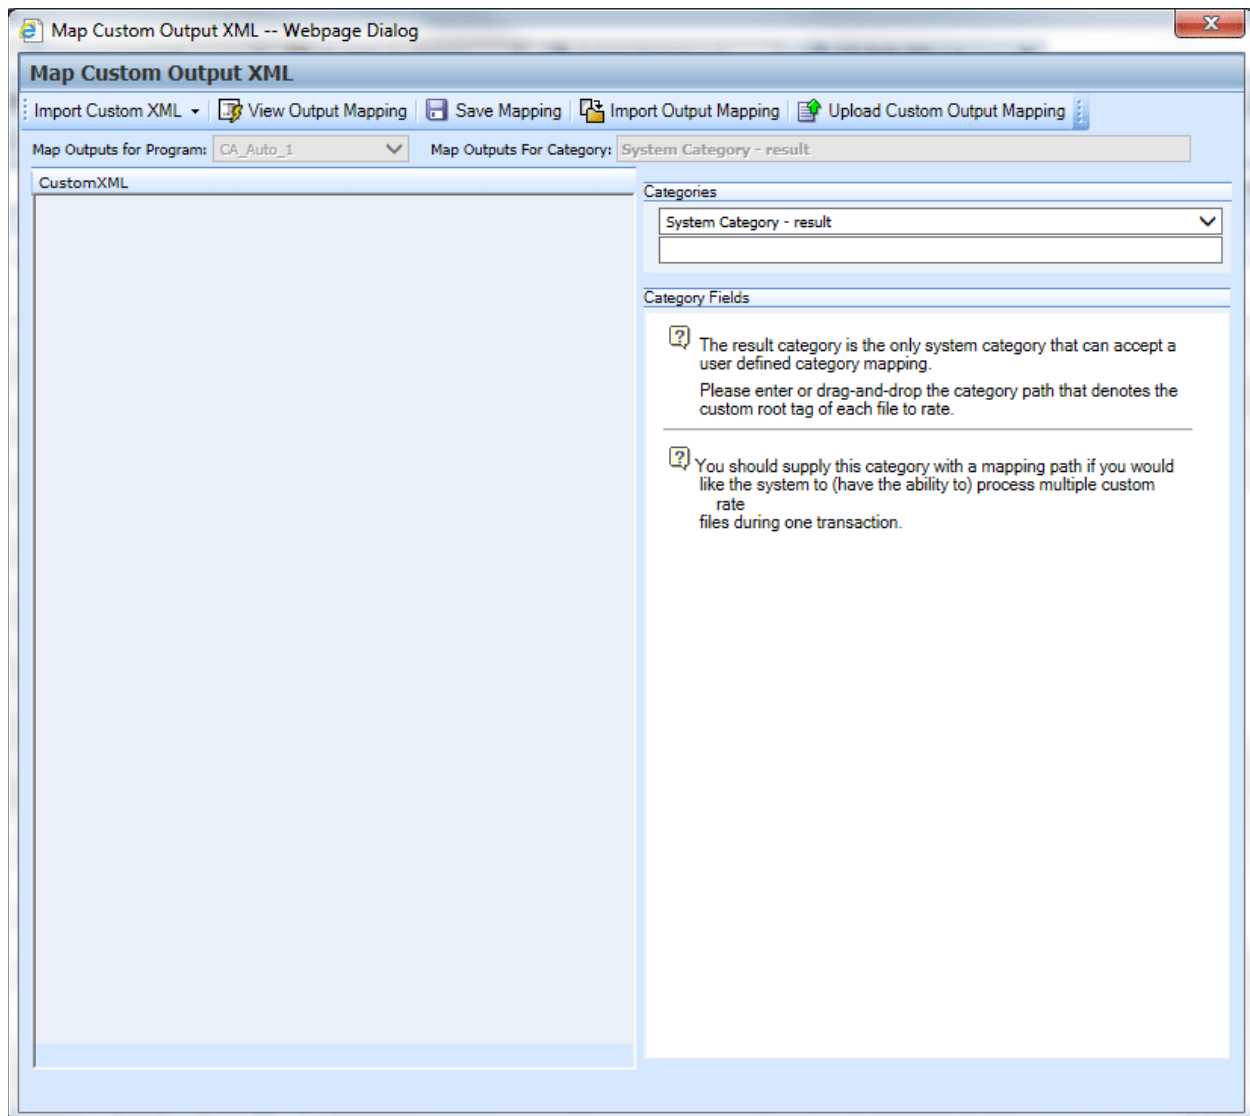 Map Custom Output XML -- Webpage Dialog
X
Map Custom Output XML
Import Custom XML View Output Mapping Save Mapping Import Output Mapping Upload Custom Output Mapping
Map Outputs for Program: CA_Auto_1 Map Outputs For Category: System Category - result
CustomXML
Categories
System Category - result
Category Fields
The result category is the only system category that can accept a
user defined category mapping.
Please enter or drag-and-drop the category path that denotes the
custom root tag of each file to rate.
You should supply this category with a mapping path if you would
like the system to (have the ability to) process multiple custom
rate
files during one transaction.